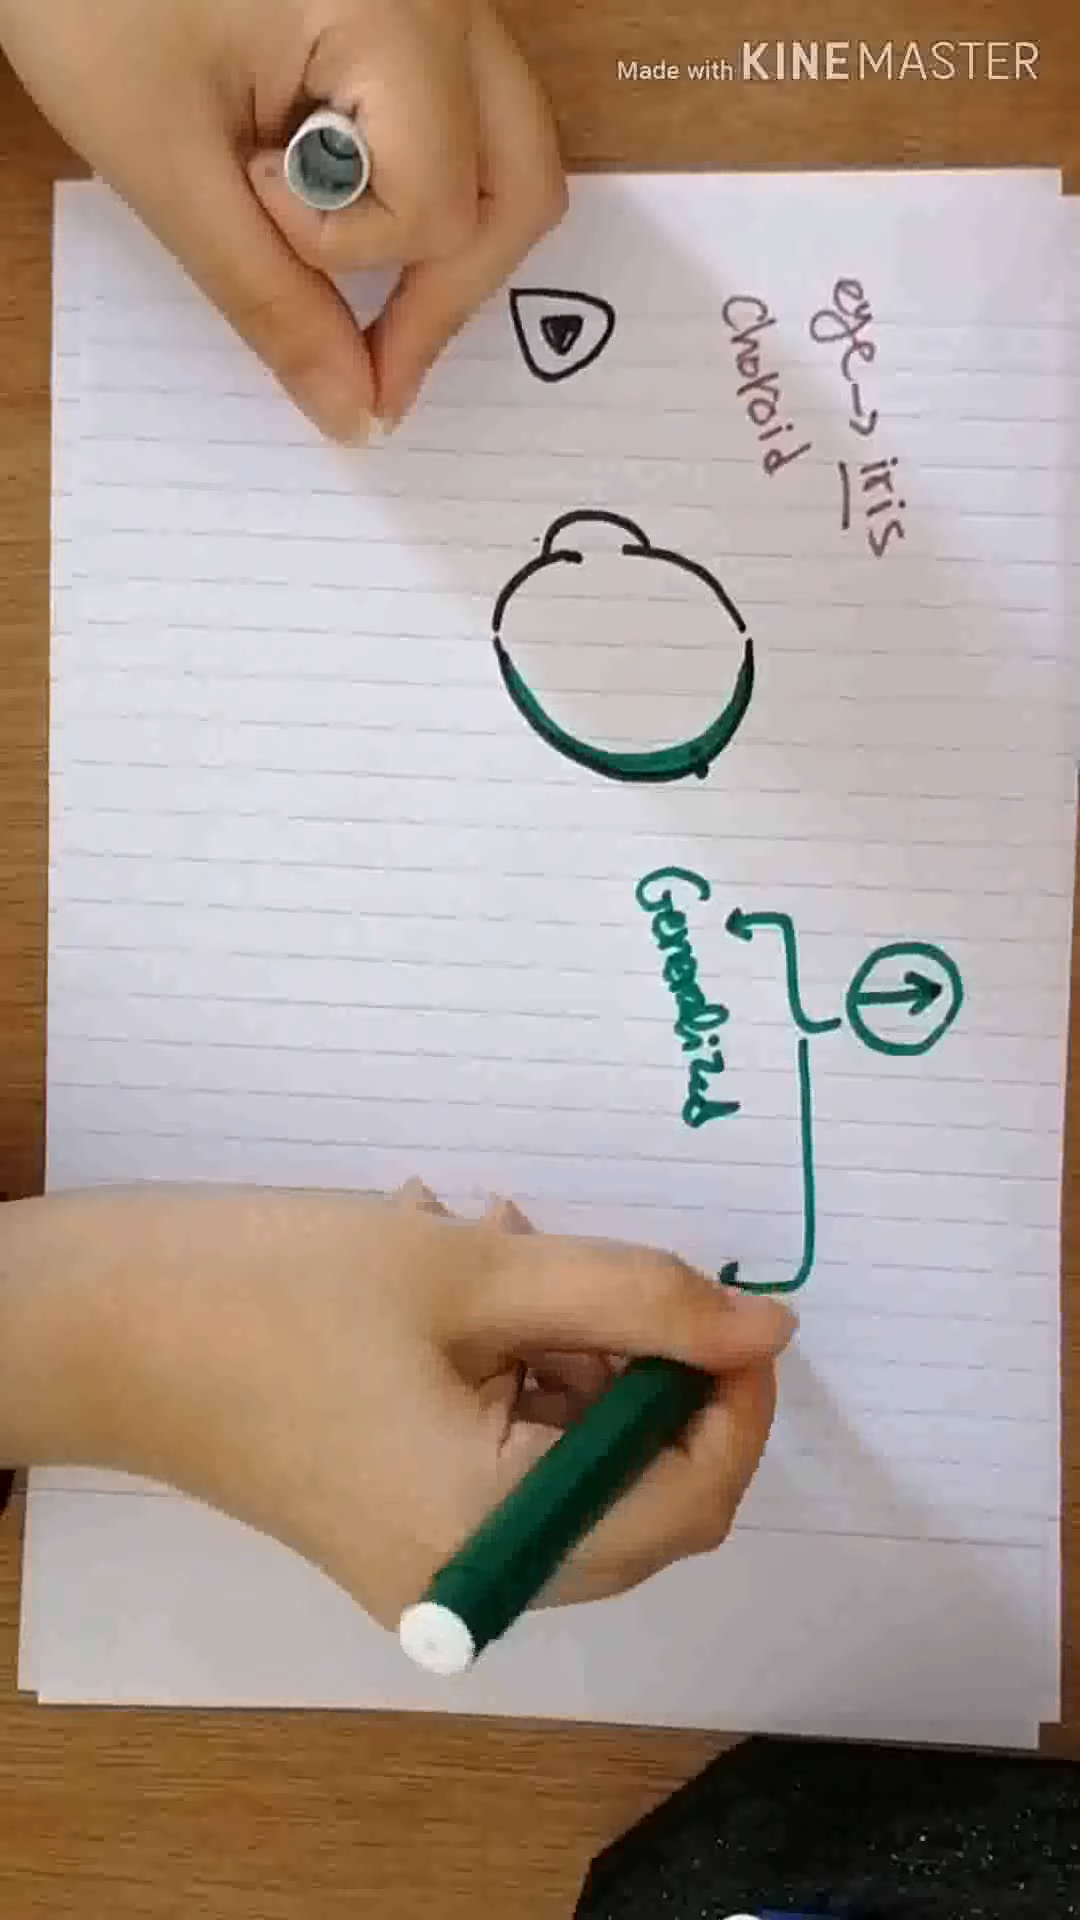 Made with KINEMASTER
eye → iris
Choroid
↑
Generalized